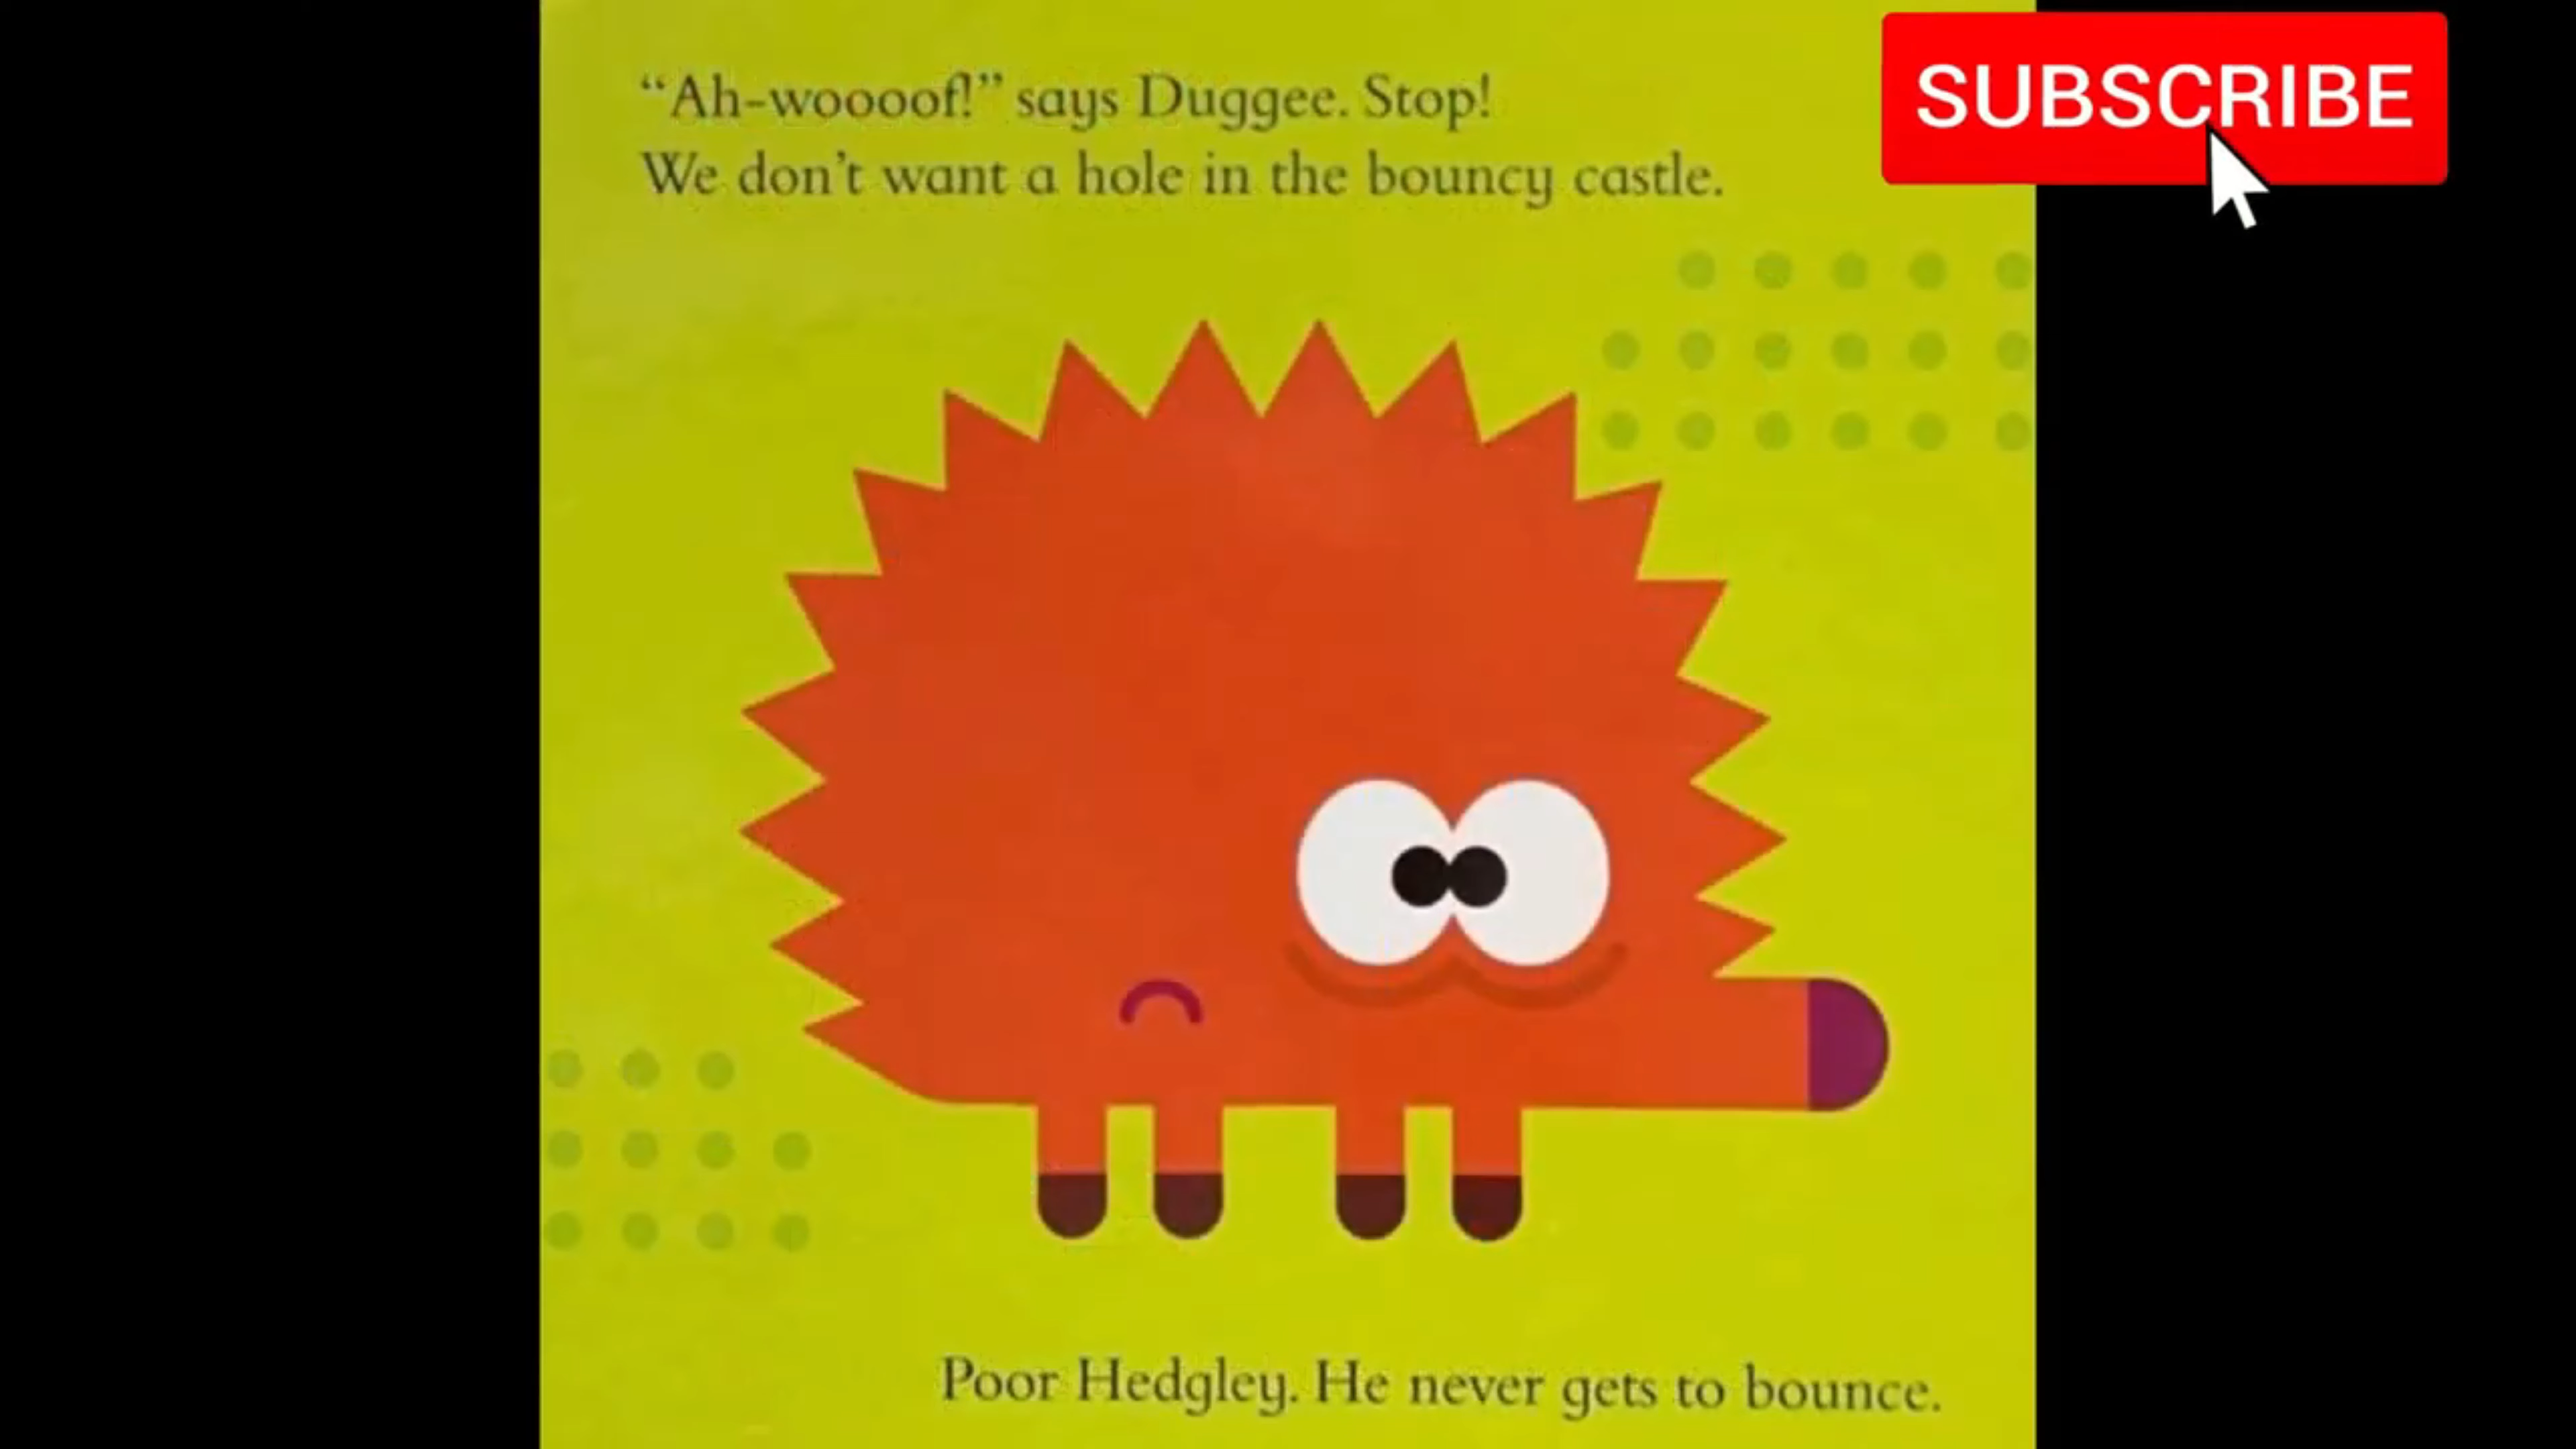 “Ah-woooof!” says Duggee. Stop!
We don't want a hole in the bouncy castle.
SUBSCRIBE
Poor Hedgley. He never gets to bounce.